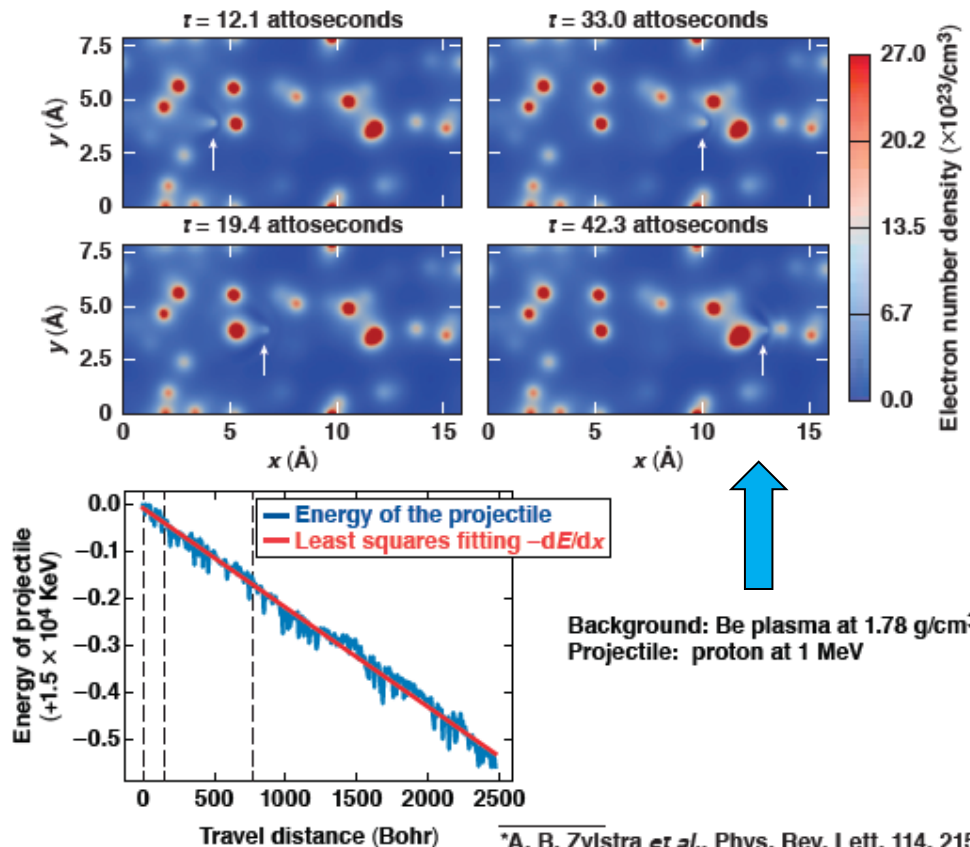 τ = 12.1 attoseconds
τ = 33.0 attoseconds
7.5
5.0
2.5
0
y (Å)
27.0
20.2
13.5
6.7
0.0
Electron number density (×10²³/cm³)
τ = 19.4 attoseconds
τ = 42.3 attoseconds
7.5
5.0
2.5
0
y (Å)
0 5 10 15
0 5 10 15
x (Å)
x (Å)
0.0
−0.1
−0.2
−0.3
−0.4
−0.5
Energy of projectile
(+1.5 × 10⁴ KeV)
Energy of the projectile
Least squares fitting −dE/dx
0 500 1000 1500 2000 2500
Travel distance (Bohr)
Background: Be plasma at 1.78 g/cm³
Projectile: proton at 1 MeV
*A. B. Zylstra et al., Phys. Rev. Lett. 114, 215